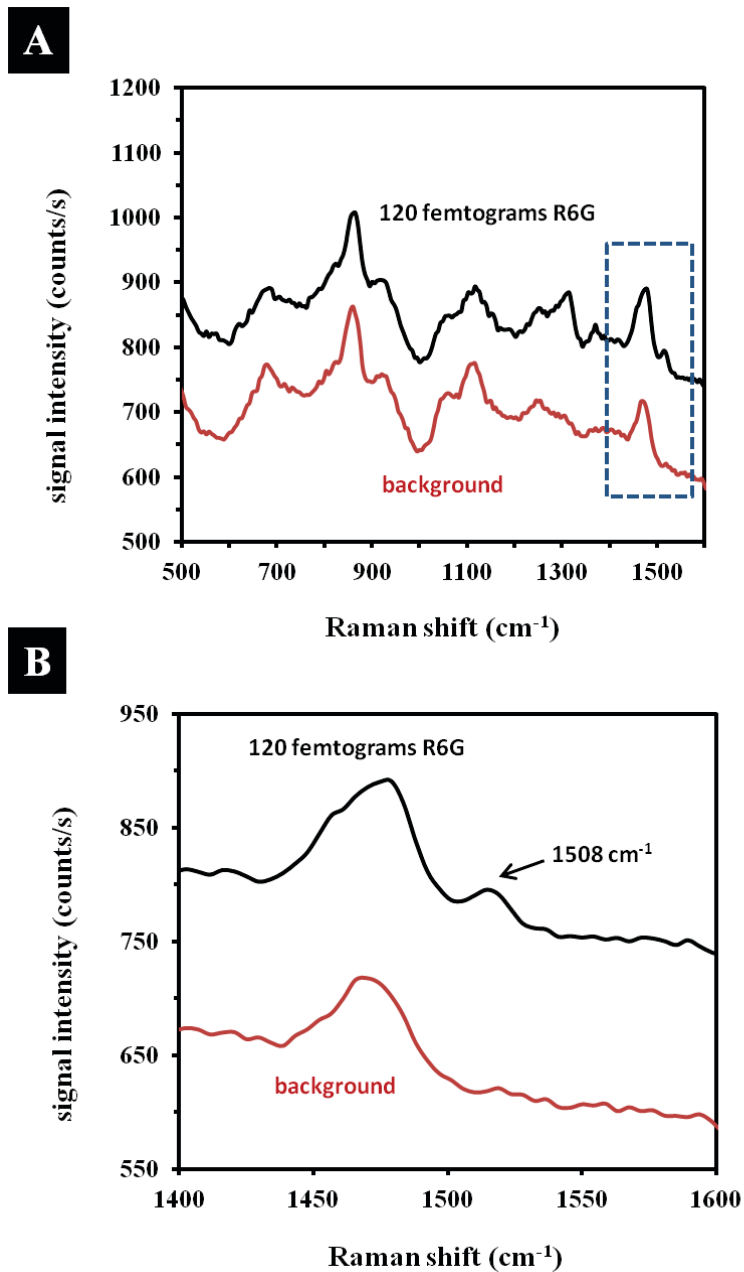 A
signal intensity (counts/s)
1200
1100
1000
900
800
700
600
500
120 femtograms R6G
background
500 700 900 1100 1300 1500
Raman shift (cm⁻¹)
B
signal intensity (counts/s)
950
850
750
650
550
120 femtograms R6G
1508 cm⁻¹
background
1400 1450 1500 1550 1600
Raman shift (cm⁻¹)